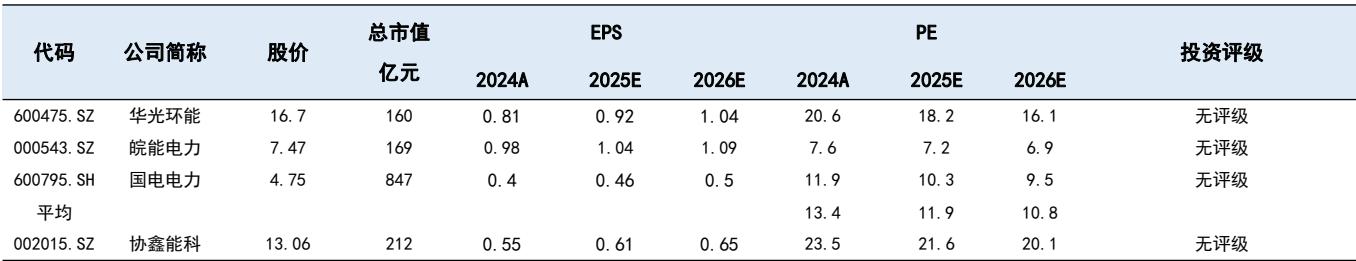 代码 公司简称 股价 总市值 亿元 EPS PE 投资评级
2024A 2025E 2026E 2024A 2025E 2026E
600475.SZ 华光环能 16.7 160 0.81 0.92 1.04 20.6 18.2 16.1 无评级
000543.SZ 皖能电力 7.47 169 0.98 1.04 1.09 7.6 7.2 6.9 无评级
600795.SH 国电电力 4.75 847 0.4 0.46 0.5 11.9 10.3 9.5 无评级
平均 13.4 11.9 10.8
002015.SZ 协鑫能科 13.06 212 0.55 0.61 0.65 23.5 21.6 20.1 无评级